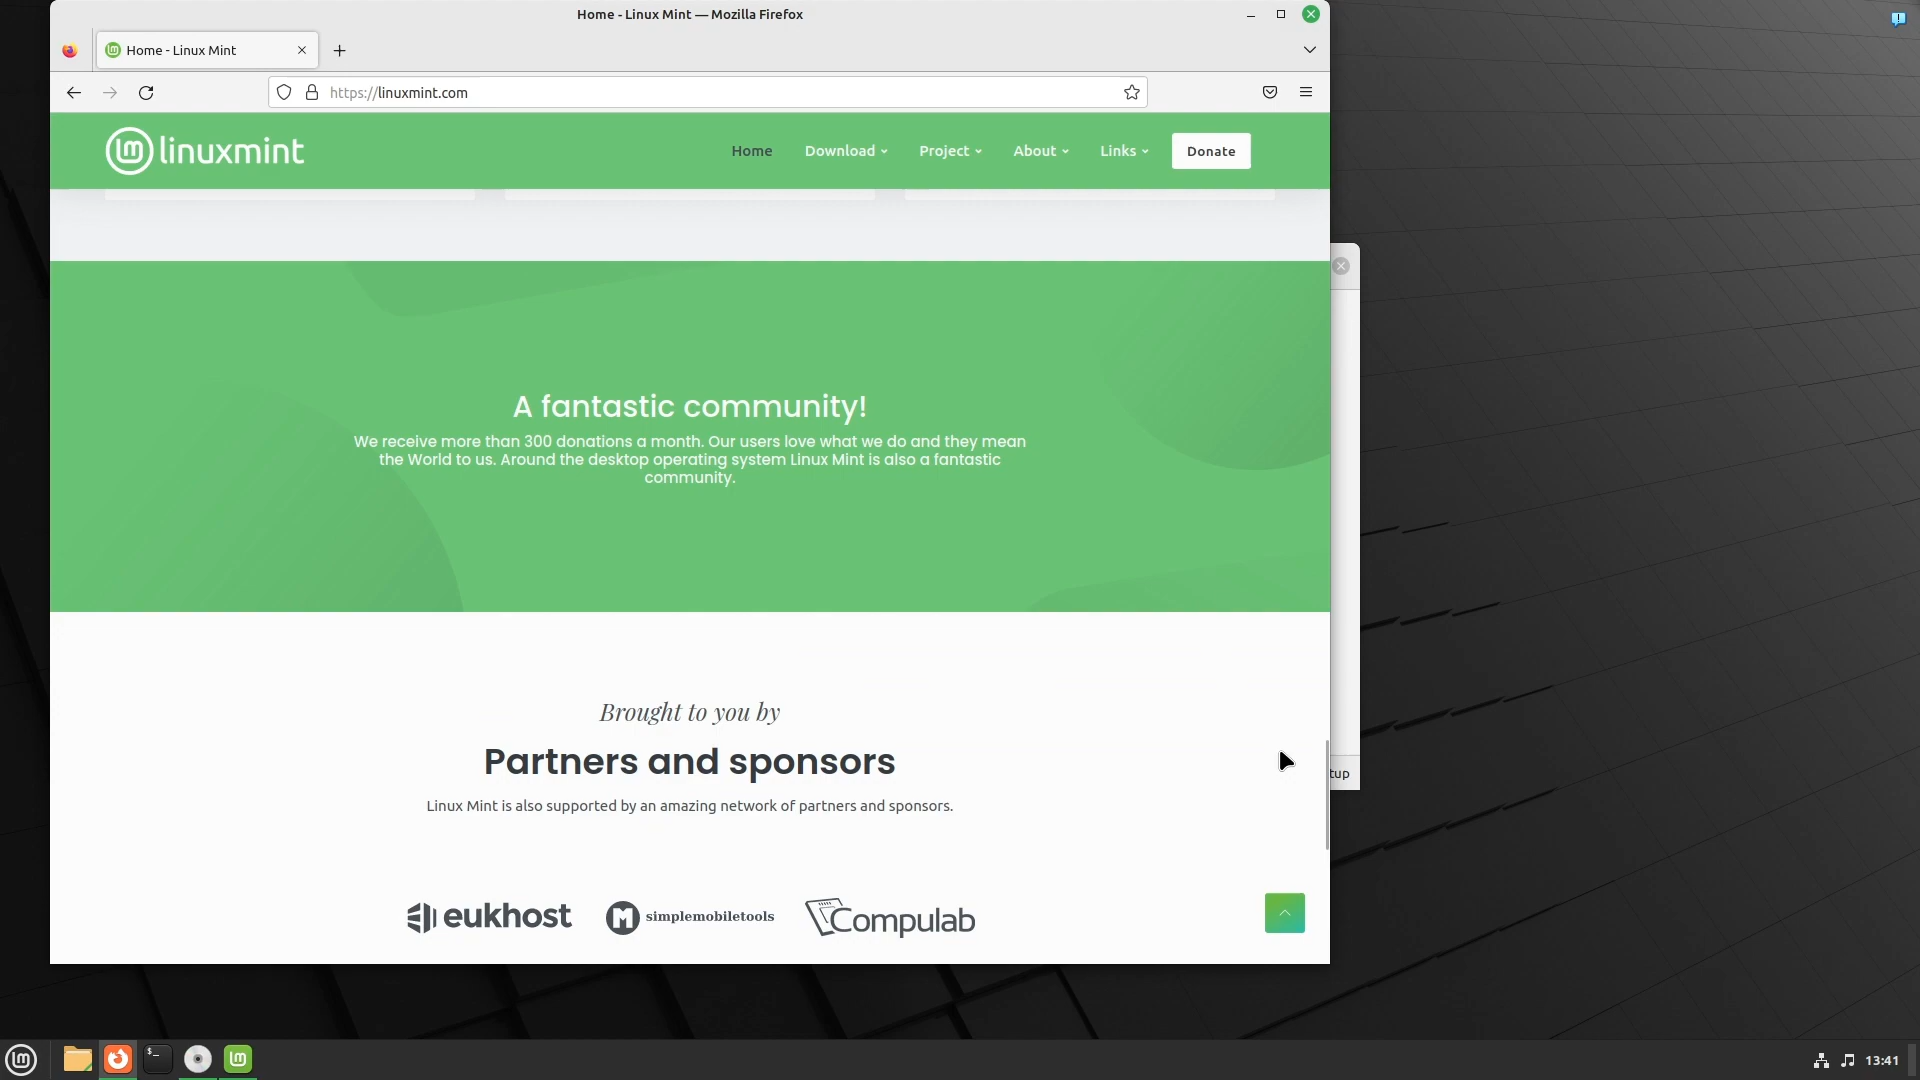 Home - Linux Mint — Mozilla Firefox
Home - Linux Mint
https://linuxmint.com
linuxmint
Home
Download
Project
About
Links
Donate
A fantastic community!
We receive more than 300 donations a month. Our users love what we do and they mean
the World to us. Around the desktop operating system Linux Mint is also a fantastic
community.
Brought to you by
Partners and sponsors
Linux Mint is also supported by an amazing network of partners and sponsors.
eukhost
simplemobiletools
Compulab
tup
13:41